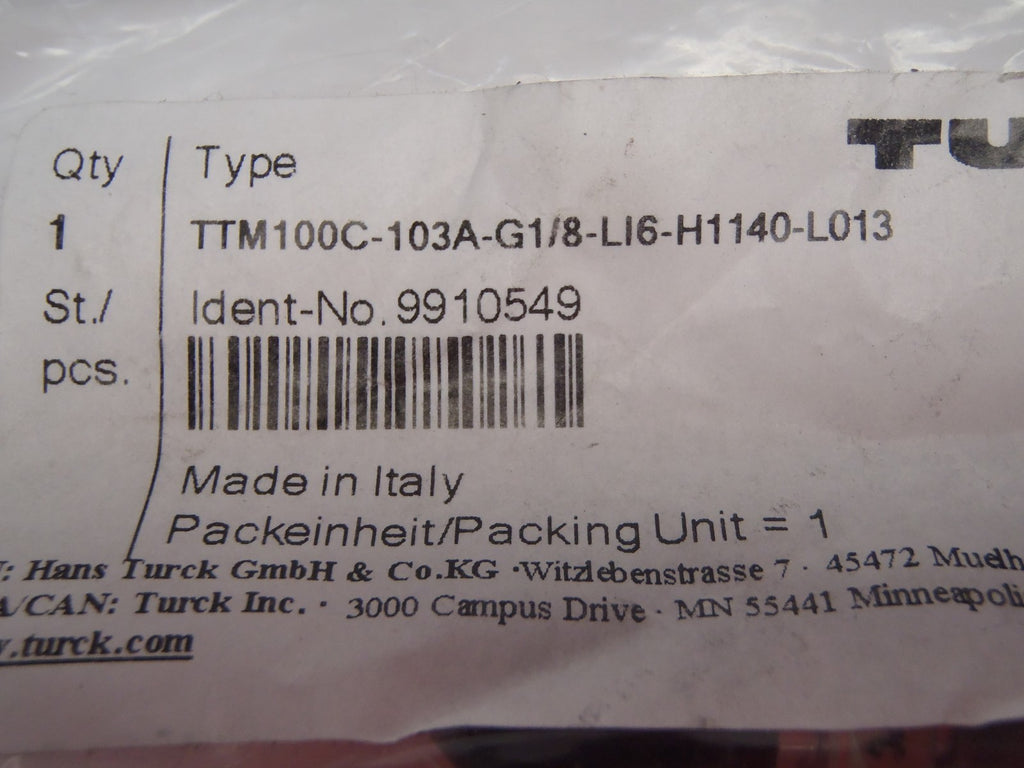 Qty Type
1 TTM100C-103A-G1/8-LI6-H1140-L013
St./ Ident-No. 9910549
pcs.
Made in Italy
Packeinheit/Packing Unit = 1
: Hans Turck GmbH & Co.KG · Witzlebenstrasse 7 · 45472 Muelh
/CAN: Turck Inc. · 3000 Campus Drive · MN 55441 Minneapoli
.turck.com